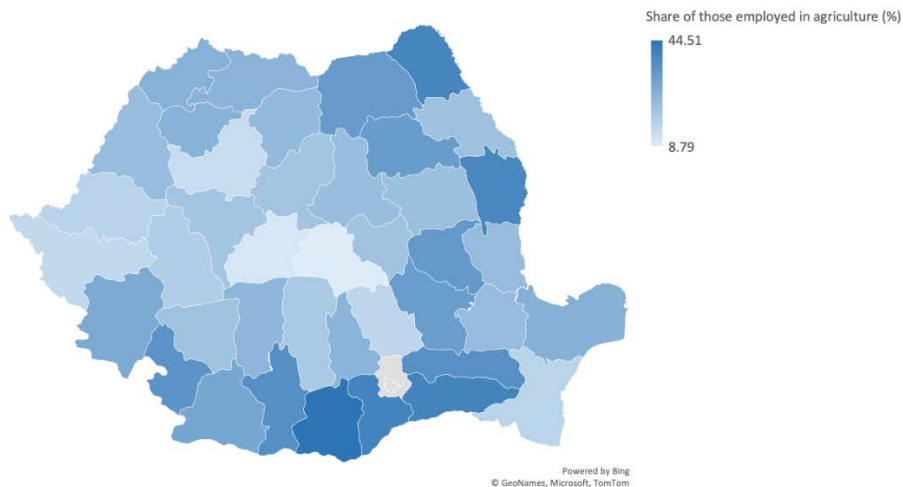 Share of those employed in agriculture (%)
44.51
8.79
Powered by Bing
© GeoNames, Microsoft, TomTom